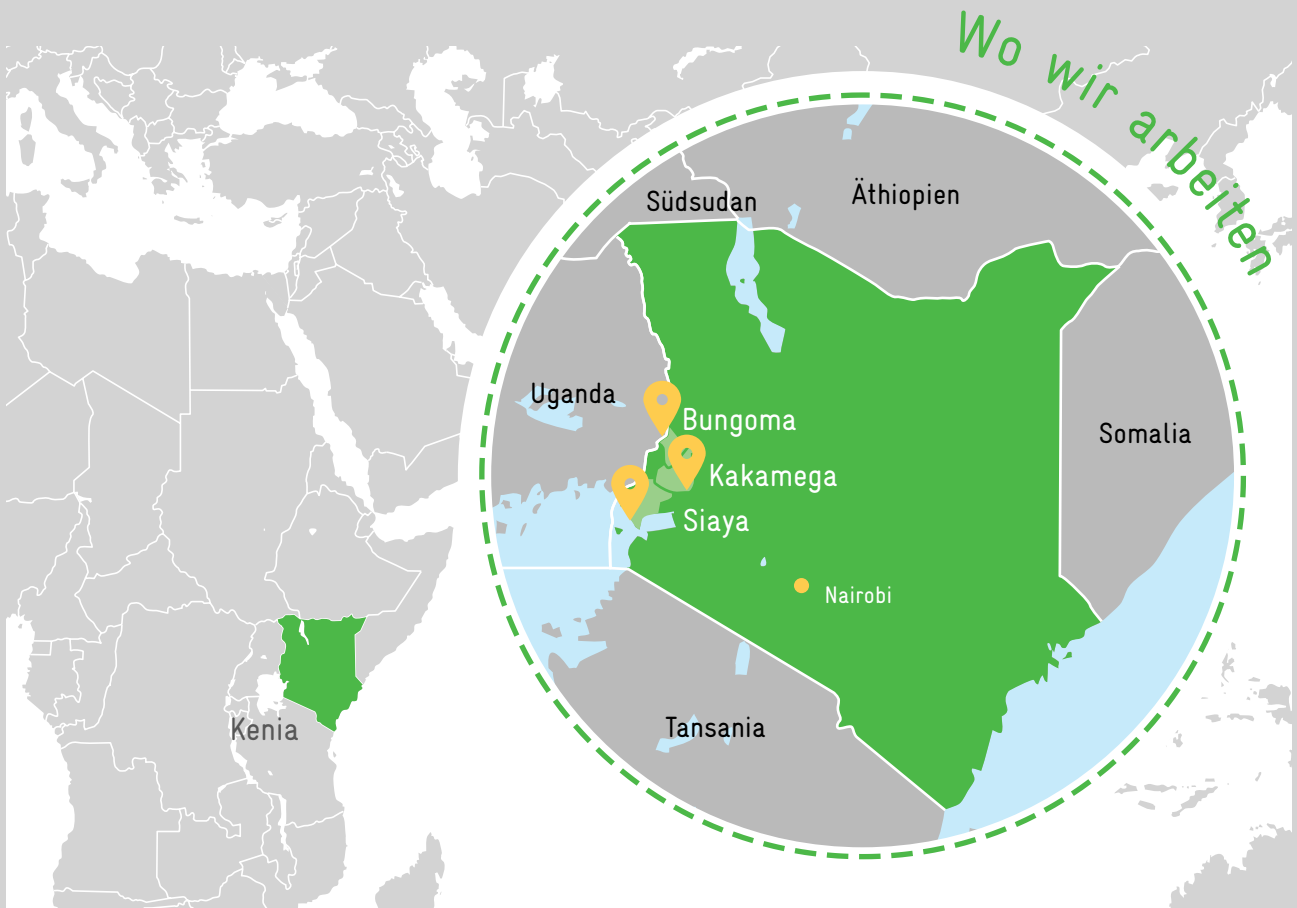 Wo wir arbeiten
Südsudan
Äthiopien
Uganda
Bungoma
Somalia
Kakamega
Siaya
Nairobi
Kenia
Tansania